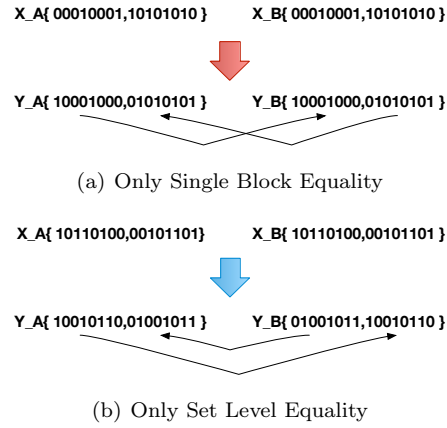 X_A{ 00010001,10101010 } X_B{ 00010001,10101010 }
Y_A{ 10001000,01010101 } Y_B{ 10001000,01010101 }
(a) Only Single Block Equality
X_A{ 10110100,00101101} X_B{ 10110100,00101101 }
Y_A{ 10010110,01001011 } Y_B{ 01001011,10010110 }
(b) Only Set Level Equality